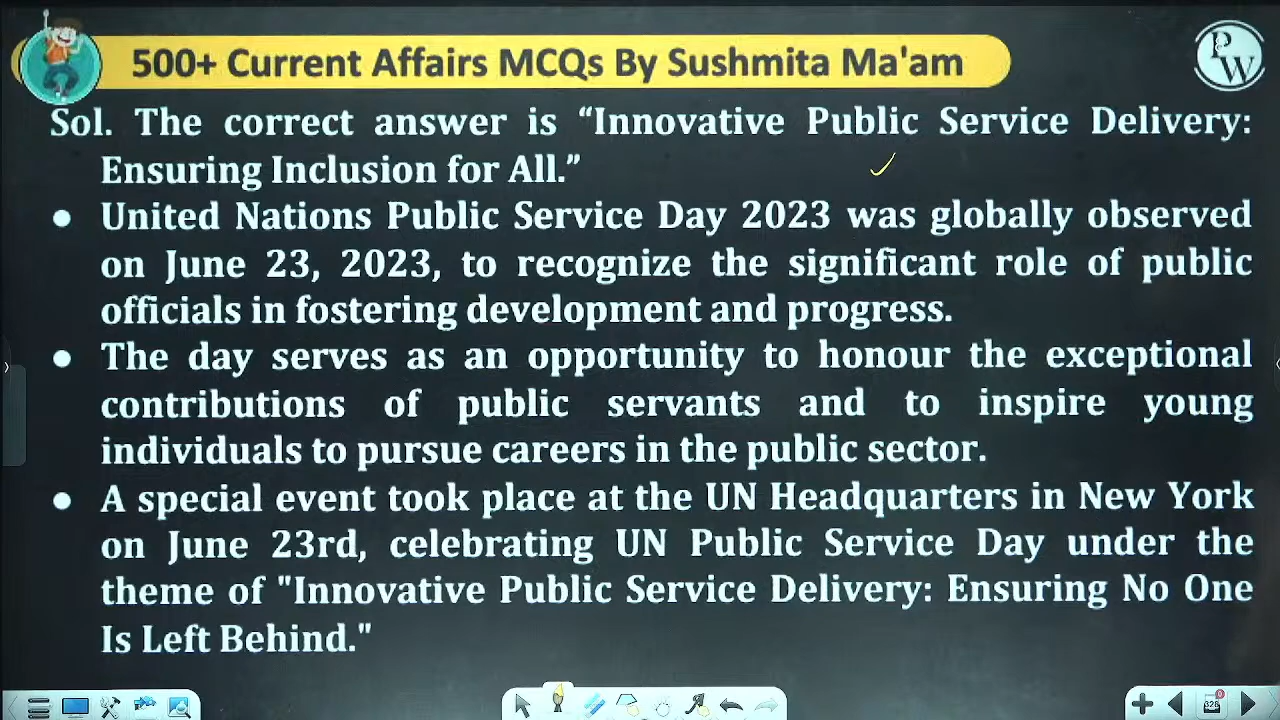 500+ Current Affairs MCQs By Sushmita Ma'am
PW
Sol. The correct answer is “Innovative Public Service Delivery:
Ensuring Inclusion for All.”
● United Nations Public Service Day 2023 was globally observed
on June 23, 2023, to recognize the significant role of public
officials in fostering development and progress.
● The day serves as an opportunity to honour the exceptional
contributions of public servants and to inspire young
individuals to pursue careers in the public sector.
● A special event took place at the UN Headquarters in New York
on June 23rd, celebrating UN Public Service Day under the
theme of "Innovative Public Service Delivery: Ensuring No One
Is Left Behind."
0
328